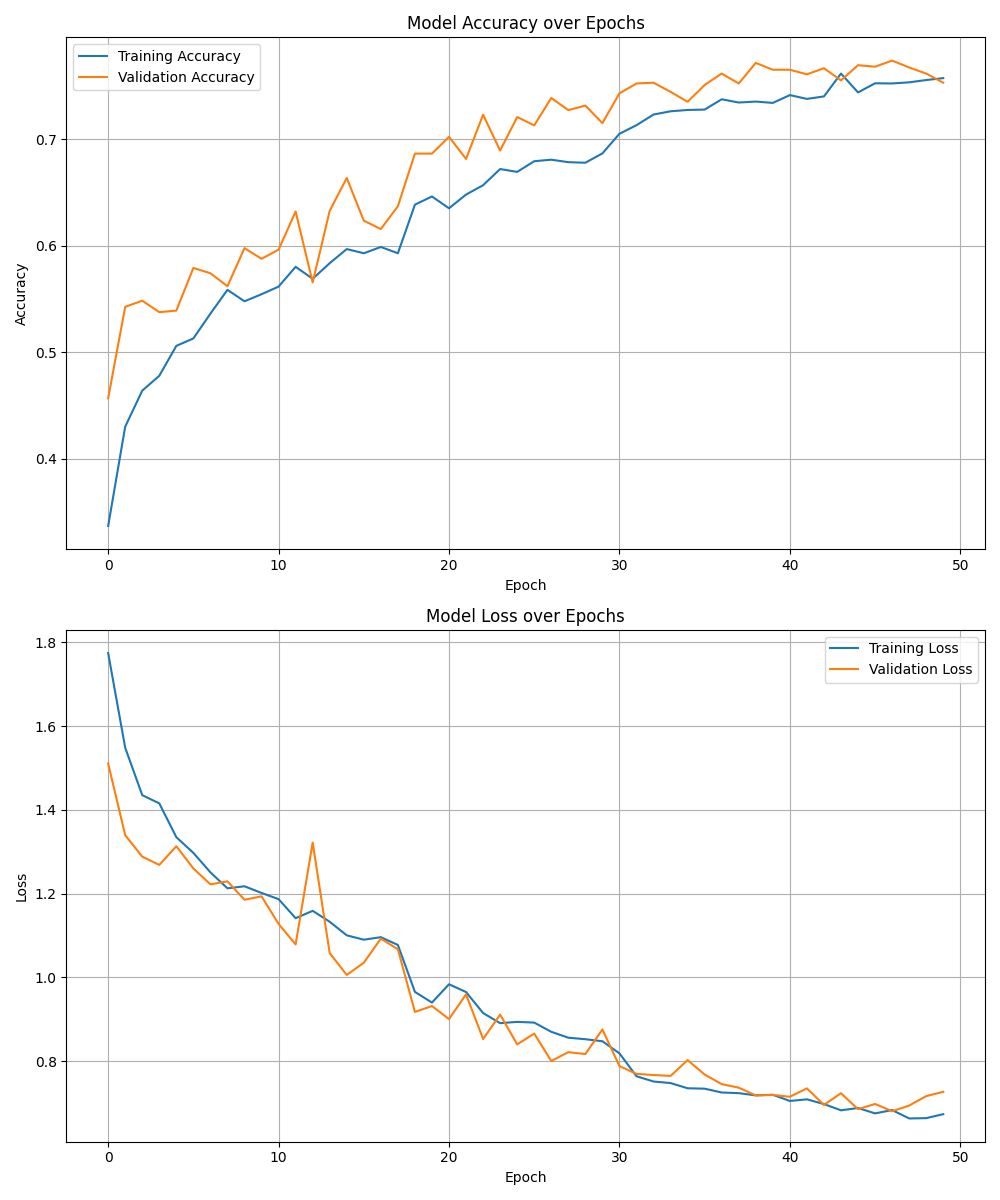 Model Accuracy over Epochs
Training Accuracy
Validation Accuracy
0.7
0.6
0.5
0.4
Accuracy
0 10 20 30 40 50
Epoch
Model Loss over Epochs
Training Loss
Validation Loss
1.8
1.6
1.4
1.2
1.0
0.8
Loss
0 10 20 30 40 50
Epoch